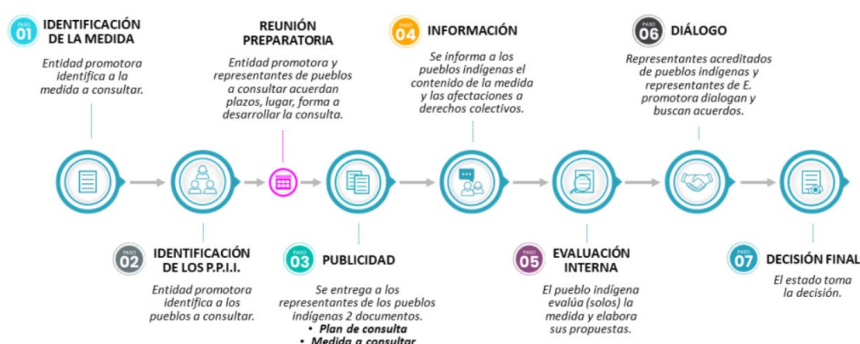 PASO
01
IDENTIFICACIÓN
DE LA MEDIDA
Entidad promotora
identifica a la
medida a consultar.
PASO
02
IDENTIFICACIÓN
DE LOS P.P.I.I.
Entidad promotora
identifica a los
pueblos a consultar.
REUNIÓN
PREPARATORIA
Entidad promotora y
representantes de pueblos
a consultar acuerdan
plazos, lugar, forma a
desarrollar la consulta.
PASO
03
PUBLICIDAD
Se entrega a los
representantes de los pueblos
indígenas 2 documentos.
• Plan de consulta
• Medida a consultar
PASO
04
INFORMACIÓN
Se informa a los
pueblos indígenas el
contenido de la medida
y las afectaciones a
derechos colectivos.
PASO
05
EVALUACIÓN
INTERNA
El pueblo indígena
evalúa (solos) la
medida y elabora
sus propuestas.
PASO
06
DIÁLOGO
Representantes acreditados
de pueblos indígenas y
representantes de E.
promotora dialogan y
buscan acuerdos.
PASO
07
DECISIÓN FINAL
El estado toma
la decisión.